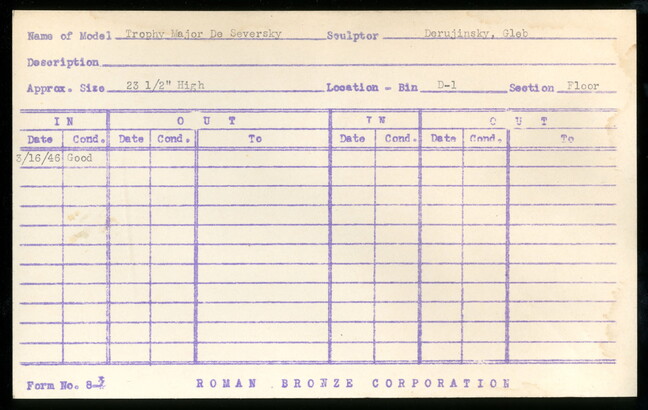 Name of Model Trophy Major De Seversky Sculptor Derujinsky, Gleb
Description
Approx. Size 23 1/2" High Location - Bin D-1 Section Floor
IN OUT IN OUT
Date Cond. Date Cond. To Date Cond. Date Cond. To
3/16/46 Good
Form No. 8-3 ROMAN BRONZE CORPORATION